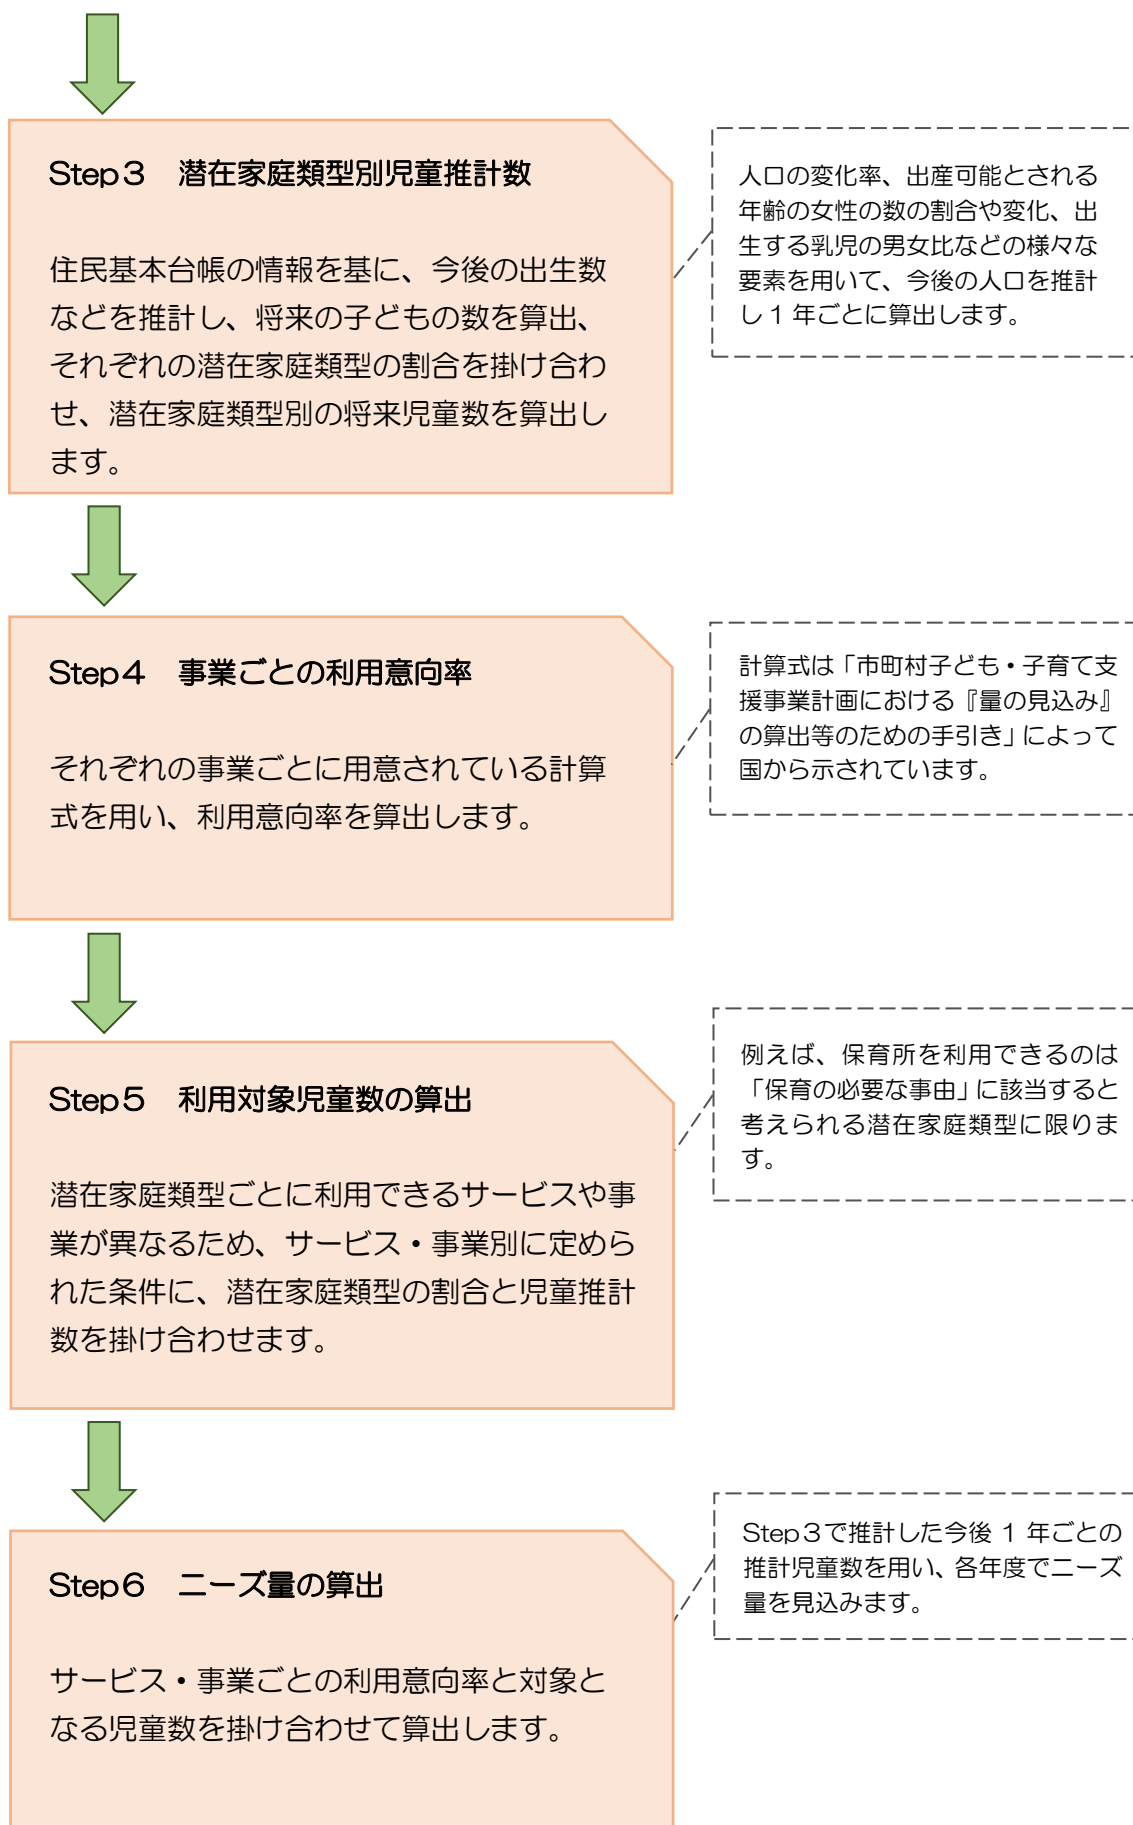 Step3　潜在家庭類型別児童推計数
住民基本台帳の情報を基に、今後の出生数
などを推計し、将来の子どもの数を算出、
それぞれの潜在家庭類型の割合を掛け合わ
せ、潜在家庭類型別の将来児童数を算出し
ます。
人口の変化率、出産可能とされる
年齢の女性の数の割合や変化、出
生する乳児の男女比などの様々な
要素を用いて、今後の人口を推計
し1年ごとに算出します。
Step4　事業ごとの利用意向率
それぞれの事業ごとに用意されている計算
式を用い、利用意向率を算出します。
計算式は「市町村子ども・子育て支
援事業計画における『量の見込み』
の算出等のための手引き」によって
国から示されています。
Step5　利用対象児童数の算出
潜在家庭類型ごとに利用できるサービスや事
業が異なるため、サービス・事業別に定めら
れた条件に、潜在家庭類型の割合と児童推計
数を掛け合わせます。
例えば、保育所を利用できるのは
「保育の必要な事由」に該当すると
考えられる潜在家庭類型に限りま
す。
Step6　ニーズ量の算出
サービス・事業ごとの利用意向率と対象と
なる児童数を掛け合わせて算出します。
Step3で推計した今後 1 年ごとの
推計児童数を用い、各年度でニーズ
量を見込みます。